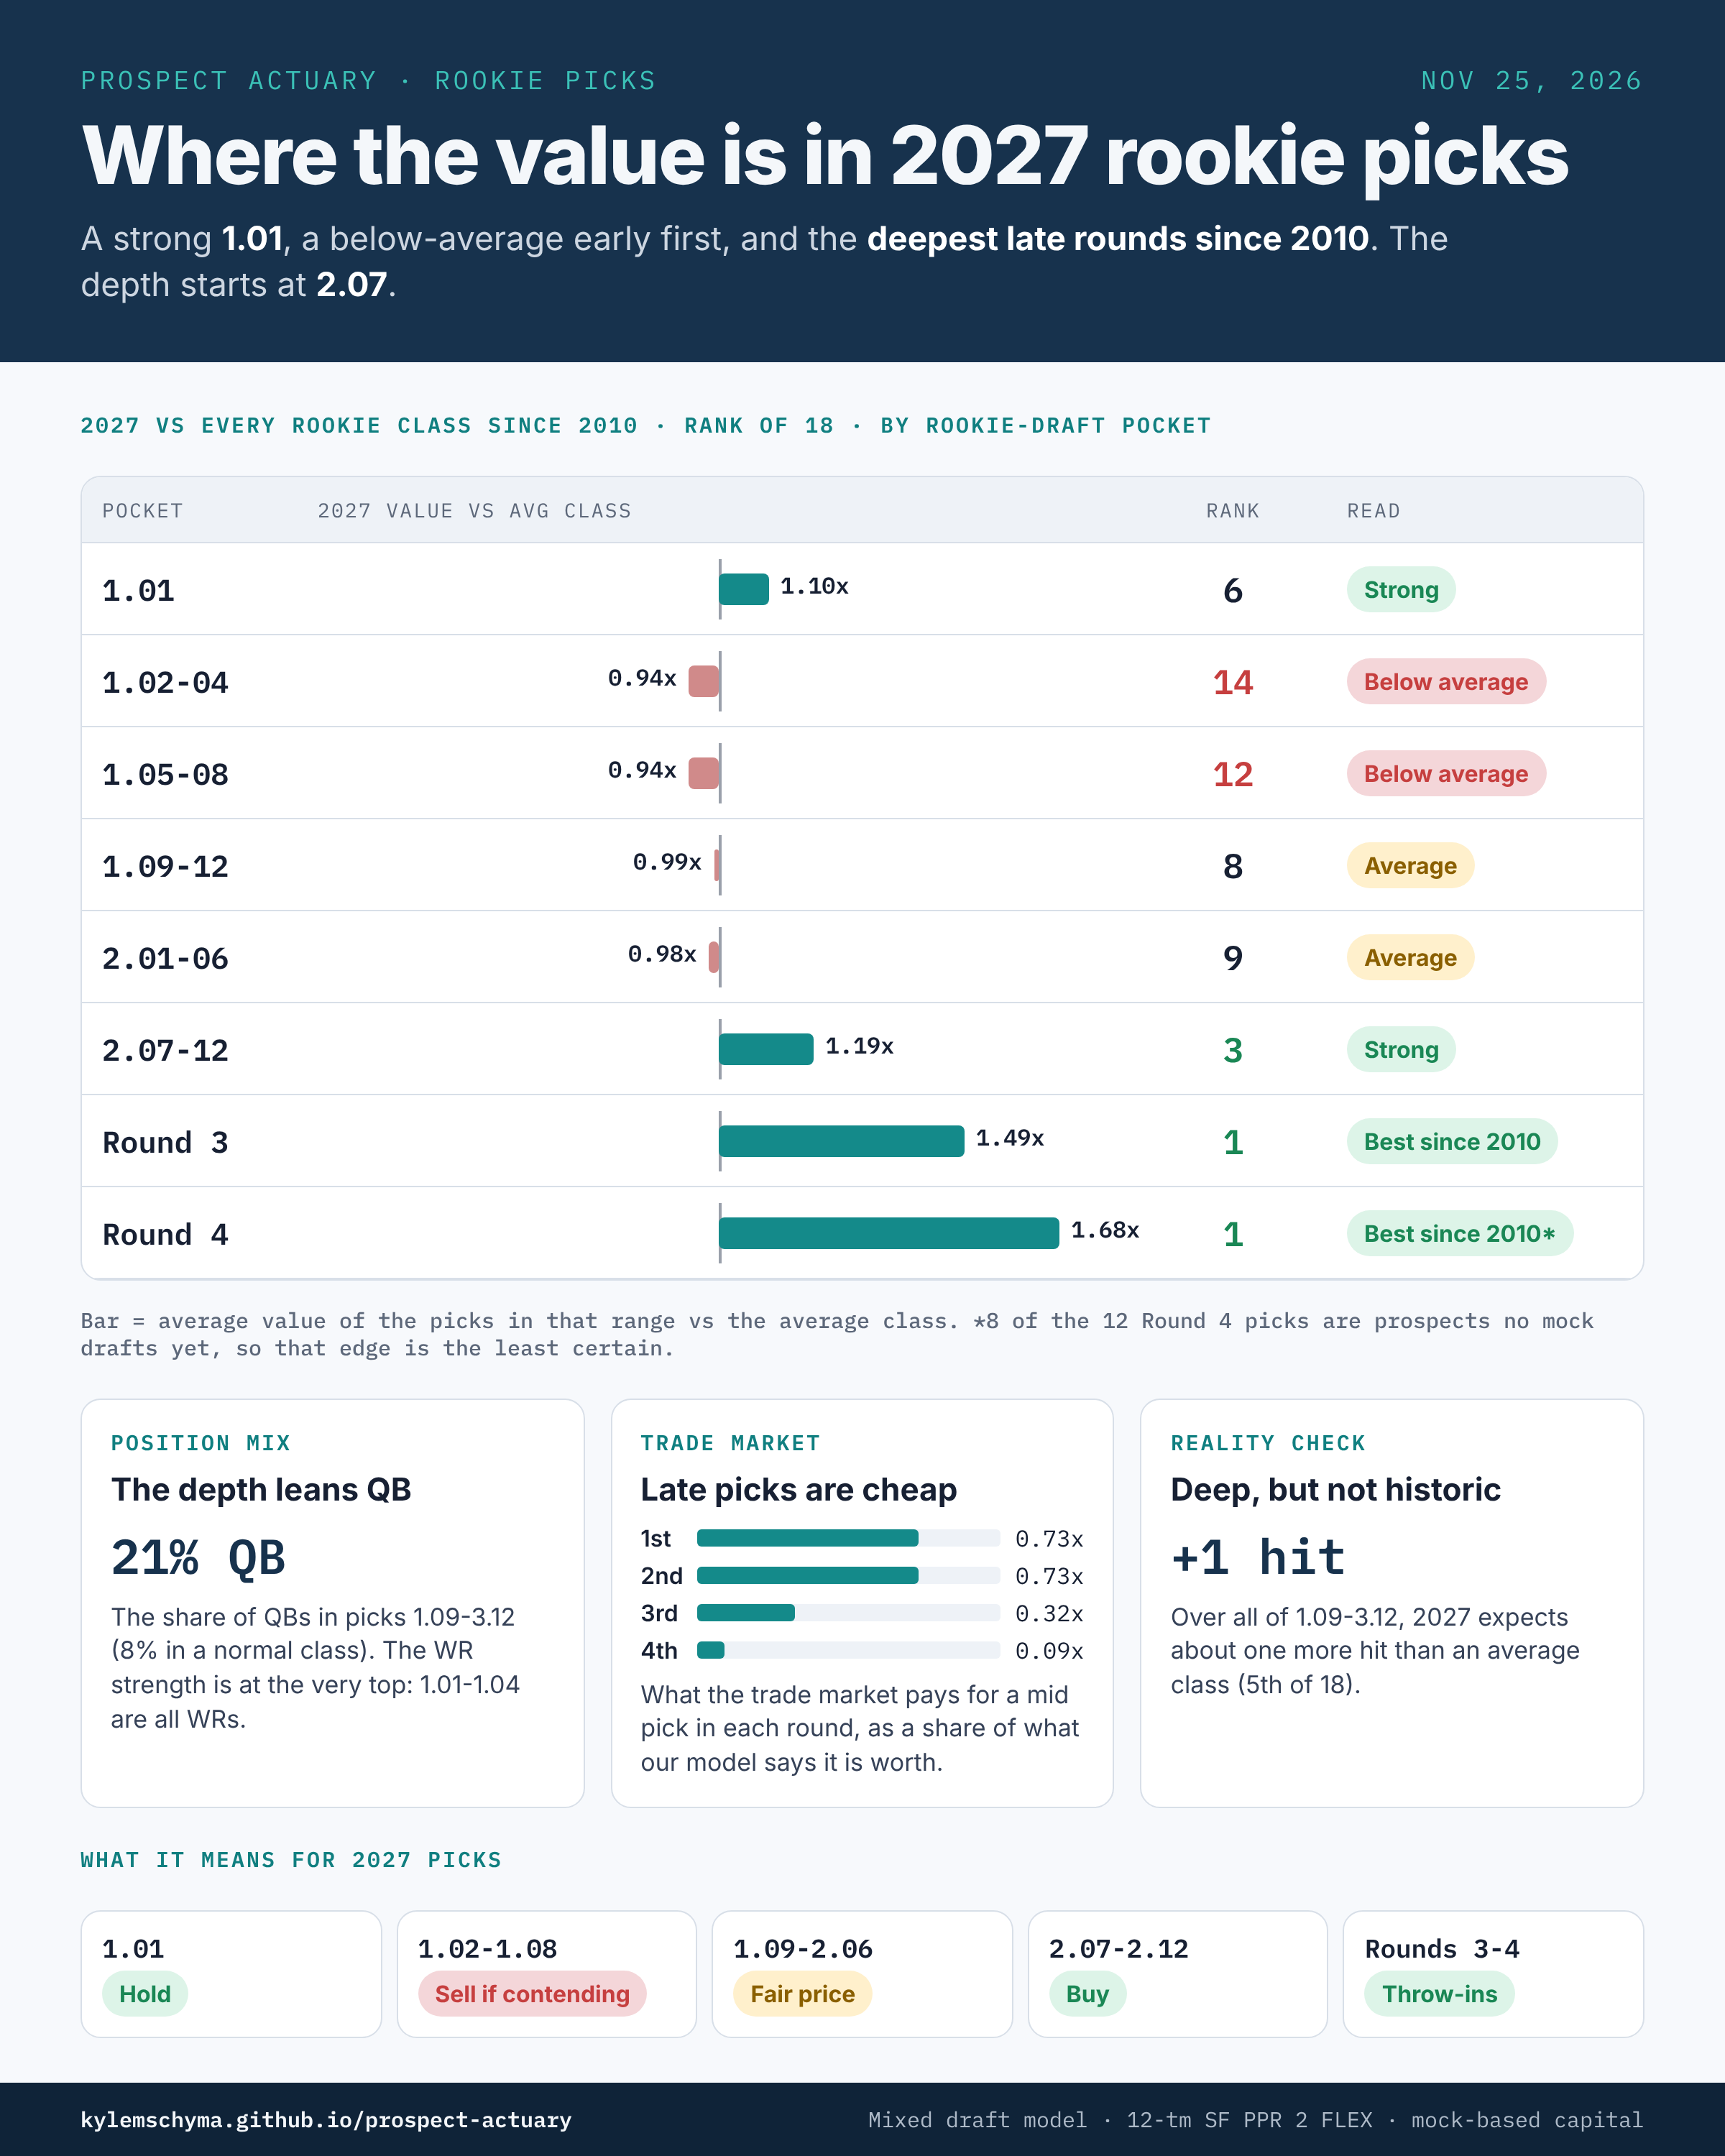 PROSPECT ACTUARY · ROOKIE PICKS
NOV 25, 2026
Where the value is in 2027 rookie picks
A strong 1.01, a below-average early first, and the deepest late rounds since 2010. The
depth starts at 2.07.
2027 VS EVERY ROOKIE CLASS SINCE 2010 · RANK OF 18 · BY ROOKIE-DRAFT POCKET
POCKET 2027 VALUE VS AVG CLASS RANK READ
1.01 1.10x 6 Strong
1.02-04 0.94x 14 Below average
1.05-08 0.94x 12 Below average
1.09-12 0.99x 8 Average
2.01-06 0.98x 9 Average
2.07-12 1.19x 3 Strong
Round 3 1.49x 1 Best since 2010
Round 4 1.68x 1 Best since 2010*
Bar = average value of the picks in that range vs the average class. *8 of the 12 Round 4 picks are prospects no mock
drafts yet, so that edge is the least certain.
POSITION MIX
The depth leans QB
21% QB
The share of QBs in picks 1.09-3.12
(8% in a normal class). The WR
strength is at the very top: 1.01-1.04
are all WRs.
TRADE MARKET
Late picks are cheap
1st 0.73x
2nd 0.73x
3rd 0.32x
4th 0.09x
What the trade market pays for a mid
pick in each round, as a share of what
our model says it is worth.
REALITY CHECK
Deep, but not historic
+1 hit
Over all of 1.09-3.12, 2027 expects
about one more hit than an average
class (5th of 18).
WHAT IT MEANS FOR 2027 PICKS
1.01
Hold
1.02-1.08
Sell if contending
1.09-2.06
Fair price
2.07-2.12
Buy
Rounds 3-4
Throw-ins
kylemschyma.github.io/prospect-actuary
Mixed draft model · 12-tm SF PPR 2 FLEX · mock-based capital